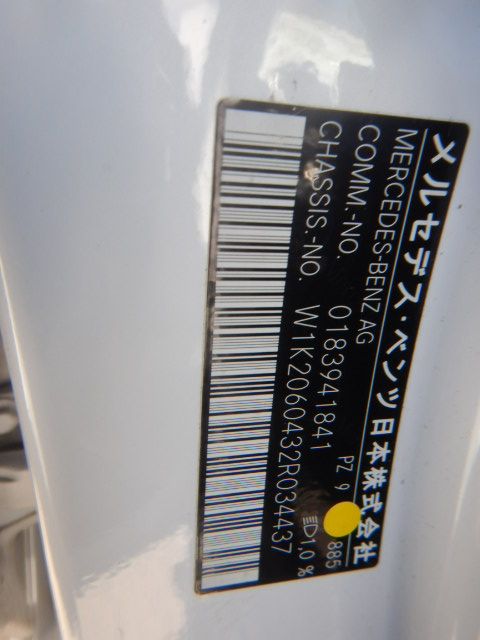 メルセデス・ベンツ日本株式会社
MERCEDES-BENZ AG
COMM.-NO. 0183941841 PZ 9 885
CHASSIS.-NO. W1K2060432R034437 1,0 %